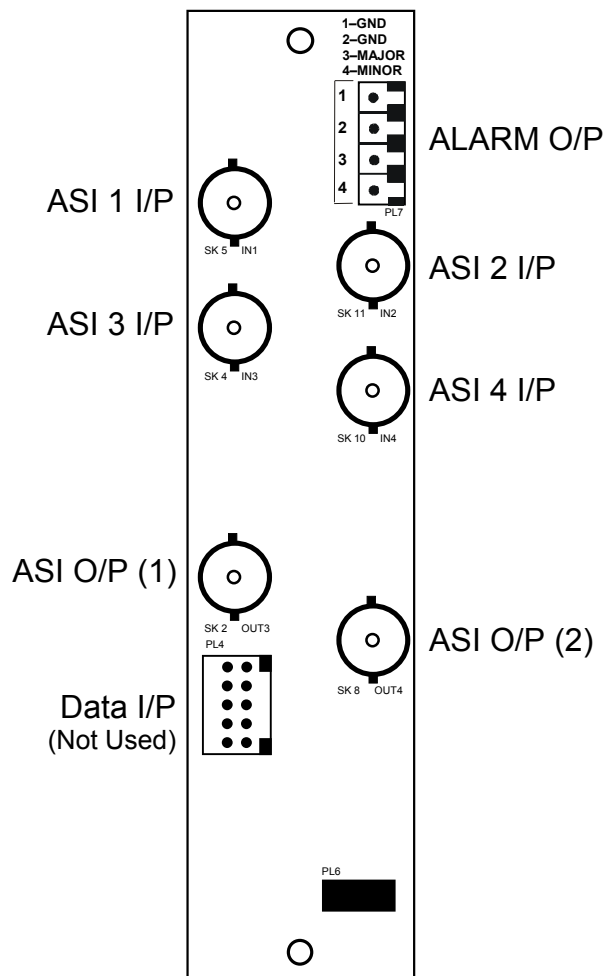 1–GND
2–GND
3–MAJOR
4–MINOR
1
2
3
4
ALARM O/P
PL7
ASI 1 I/P
SK 5 IN1
ASI 2 I/P
SK 11 IN2
ASI 3 I/P
SK 4 IN3
ASI 4 I/P
SK 10 IN4
ASI O/P (1)
SK 2 OUT3
ASI O/P (2)
SK 8 OUT4
PL4
Data I/P
(Not Used)
PL6